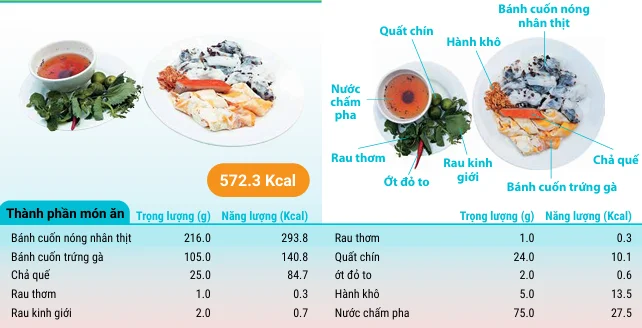 Bánh cuốn nóng
nhân thịt
Quất chín
Hành khô
Nước
chấm
pha
Rau thơm
Ớt đỏ to
Rau kinh
giới
Chả quế
Bánh cuốn trứng gà
572.3 Kcal
Thành phần món ăn Trọng lượng (g) Năng lượng (Kcal) Trọng lượng (g) Năng lượng (Kcal)
Bánh cuốn nóng nhân thịt 216.0 293.8 Rau thơm 1.0 0.3
Bánh cuốn trứng gà 105.0 140.8 Quất chín 24.0 10.1
Chả quế 25.0 84.7 ớt đỏ to 2.0 0.6
Rau thơm 1.0 0.3 Hành khô 5.0 13.5
Rau kinh giới 2.0 0.7 Nước chấm pha 75.0 27.5